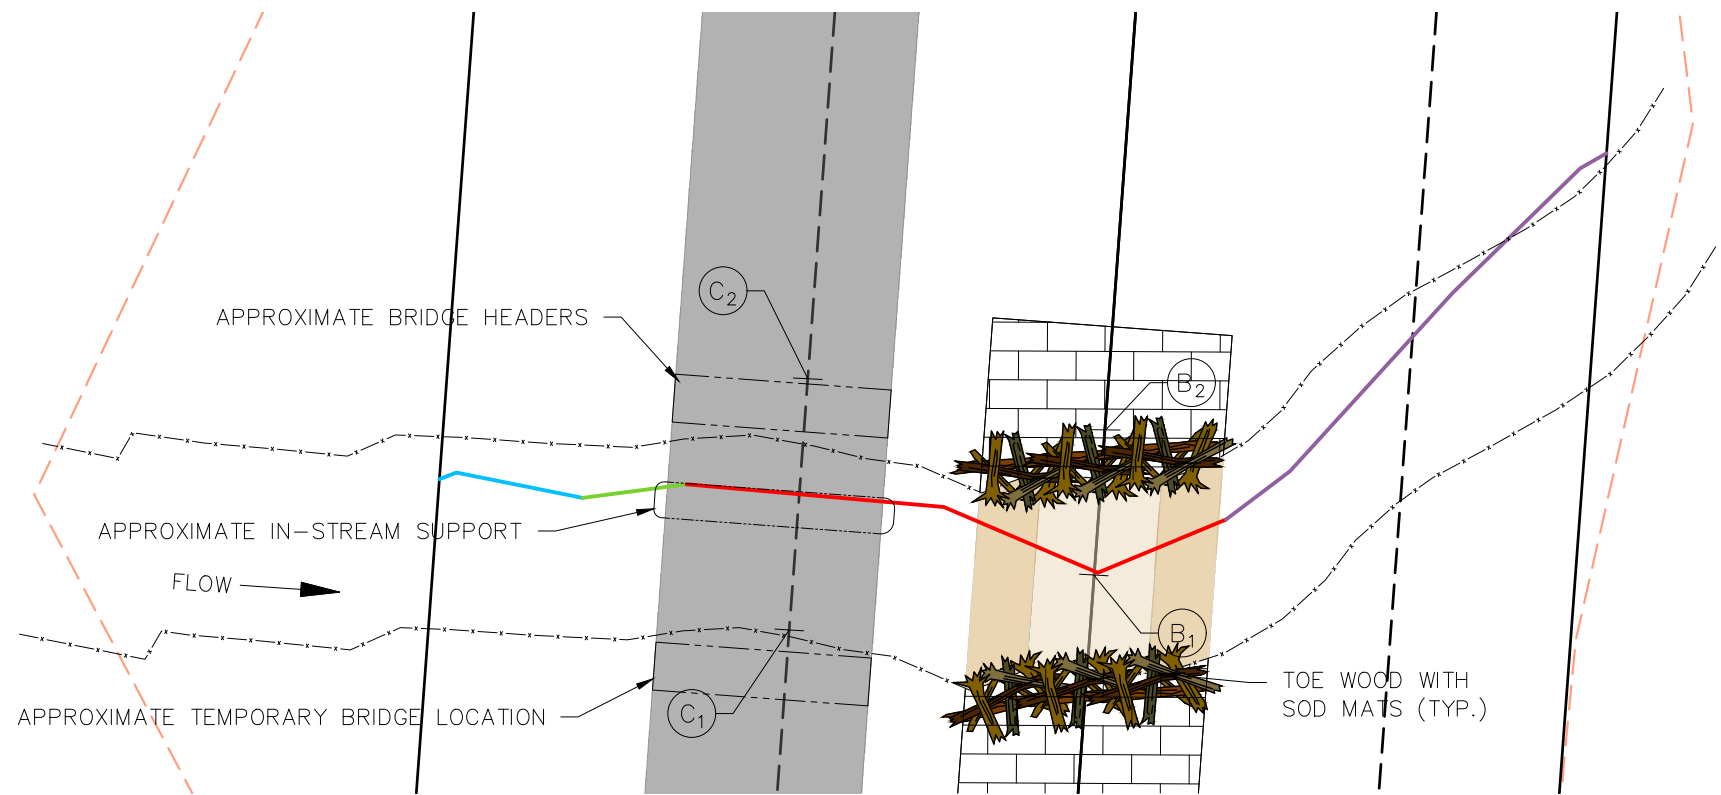 C2
APPROXIMATE BRIDGE HEADERS
B2
APPROXIMATE IN-STREAM SUPPORT
FLOW
B1
TOE WOOD WITH
SOD MATS (TYP.)
APPROXIMATE TEMPORARY BRIDGE LOCATION
C1